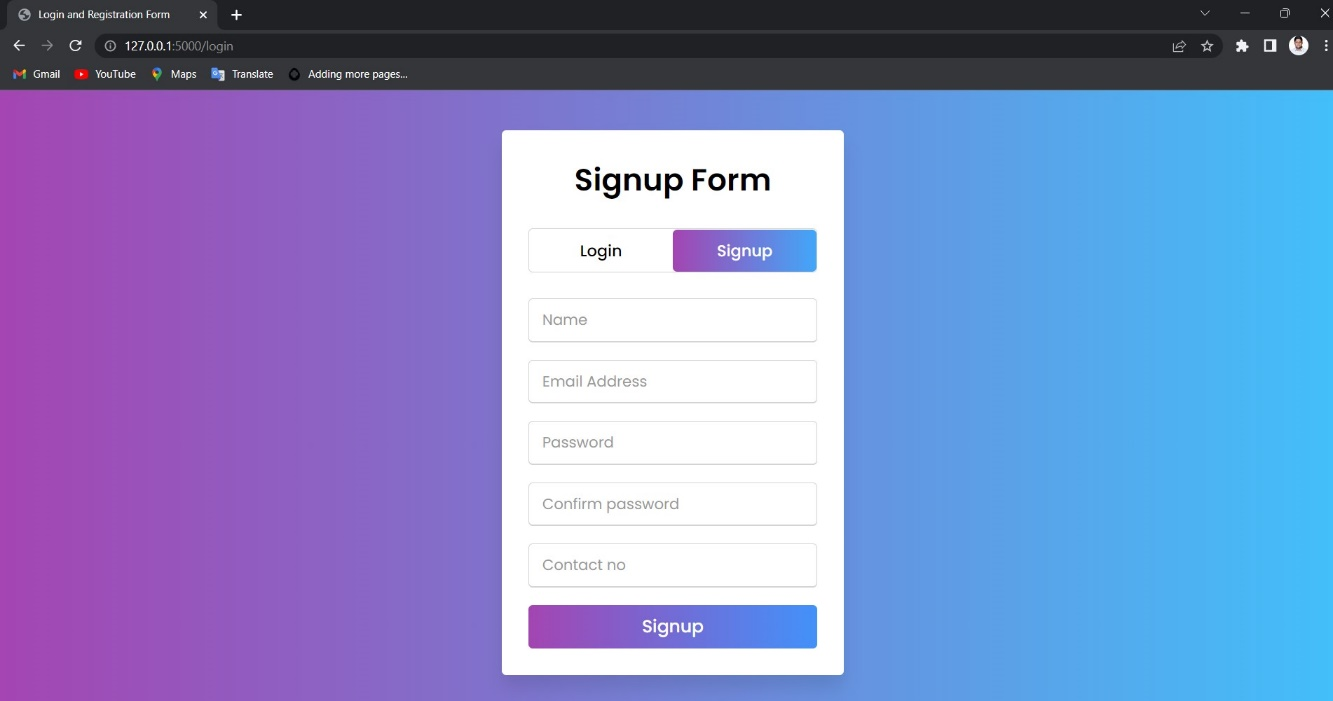 Login and Registration Form
127.0.0.1:5000/login
Gmail YouTube Maps Translate Adding more pages...
Signup Form
Login Signup
Name
Email Address
Password
Confirm password
Contact no
Signup